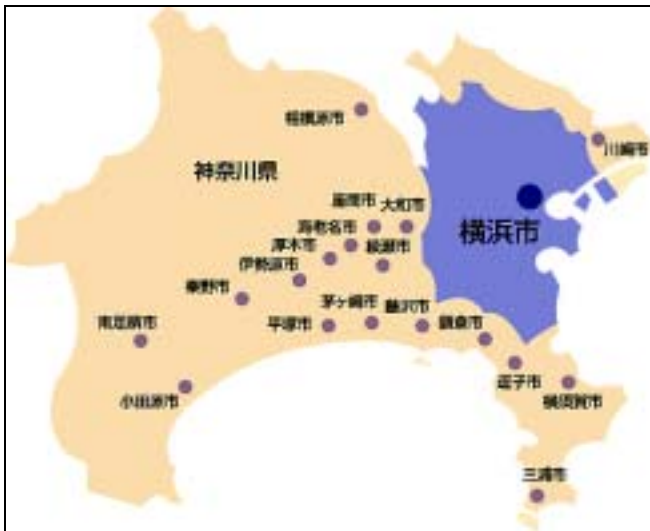 相模原市
川崎市
神奈川県
座間市
大和市
海老名市
横浜市
厚木市
綾瀬市
伊勢原市
秦野市
茅ヶ崎市
藤沢市
南足柄市
平塚市
鎌倉市
逗子市
小田原市
横須賀市
三浦市